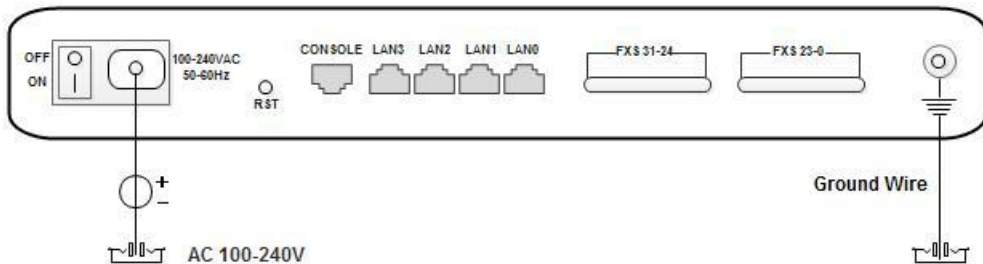 OFF
ON
100-240VAC
50-60Hz
RST
CONSOLE LAN3 LAN2 LAN1 LAN0
FXS 31-24
FXS 23-0
+
–
AC 100-240V
Ground Wire